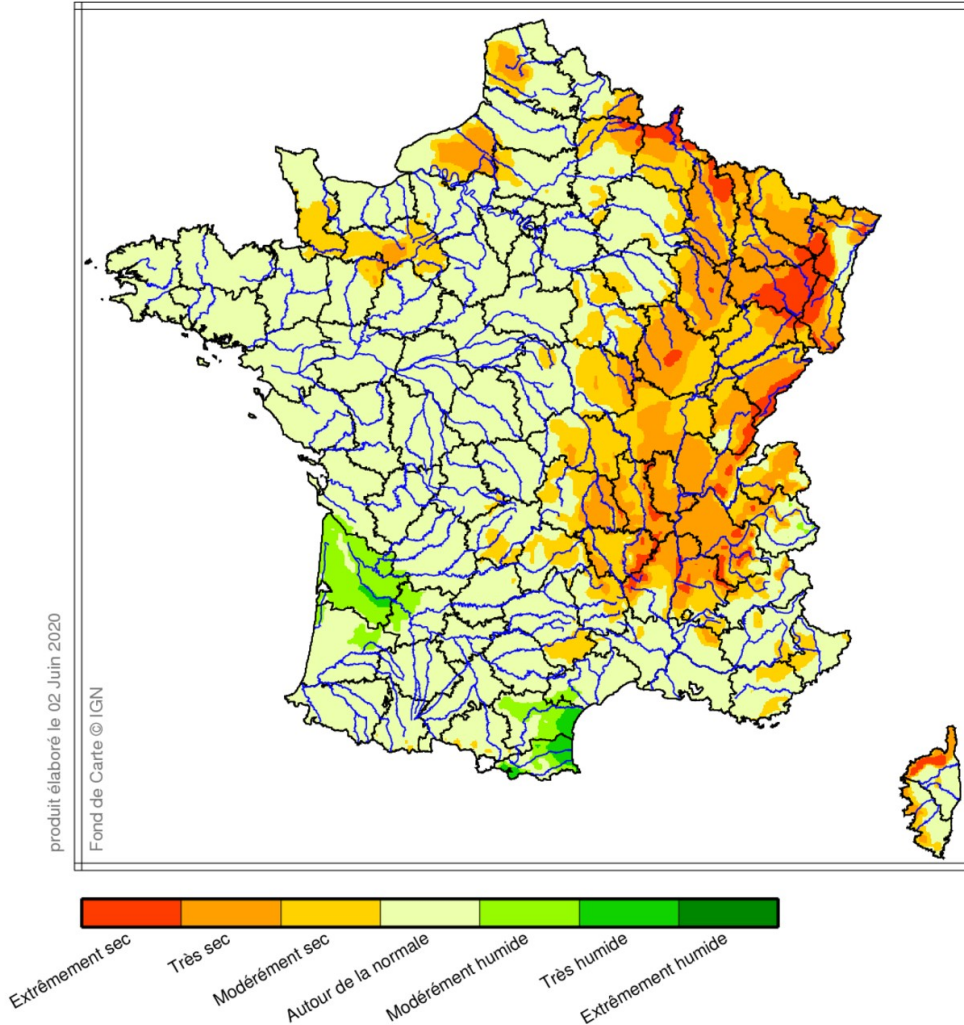 produit élaboré le 02 Juin 2020
Fond de Carte © IGN
Extrêmement sec
Très sec
Modérément sec
Autour de la normale
Modérément humide
Très humide
Extrêmement humide